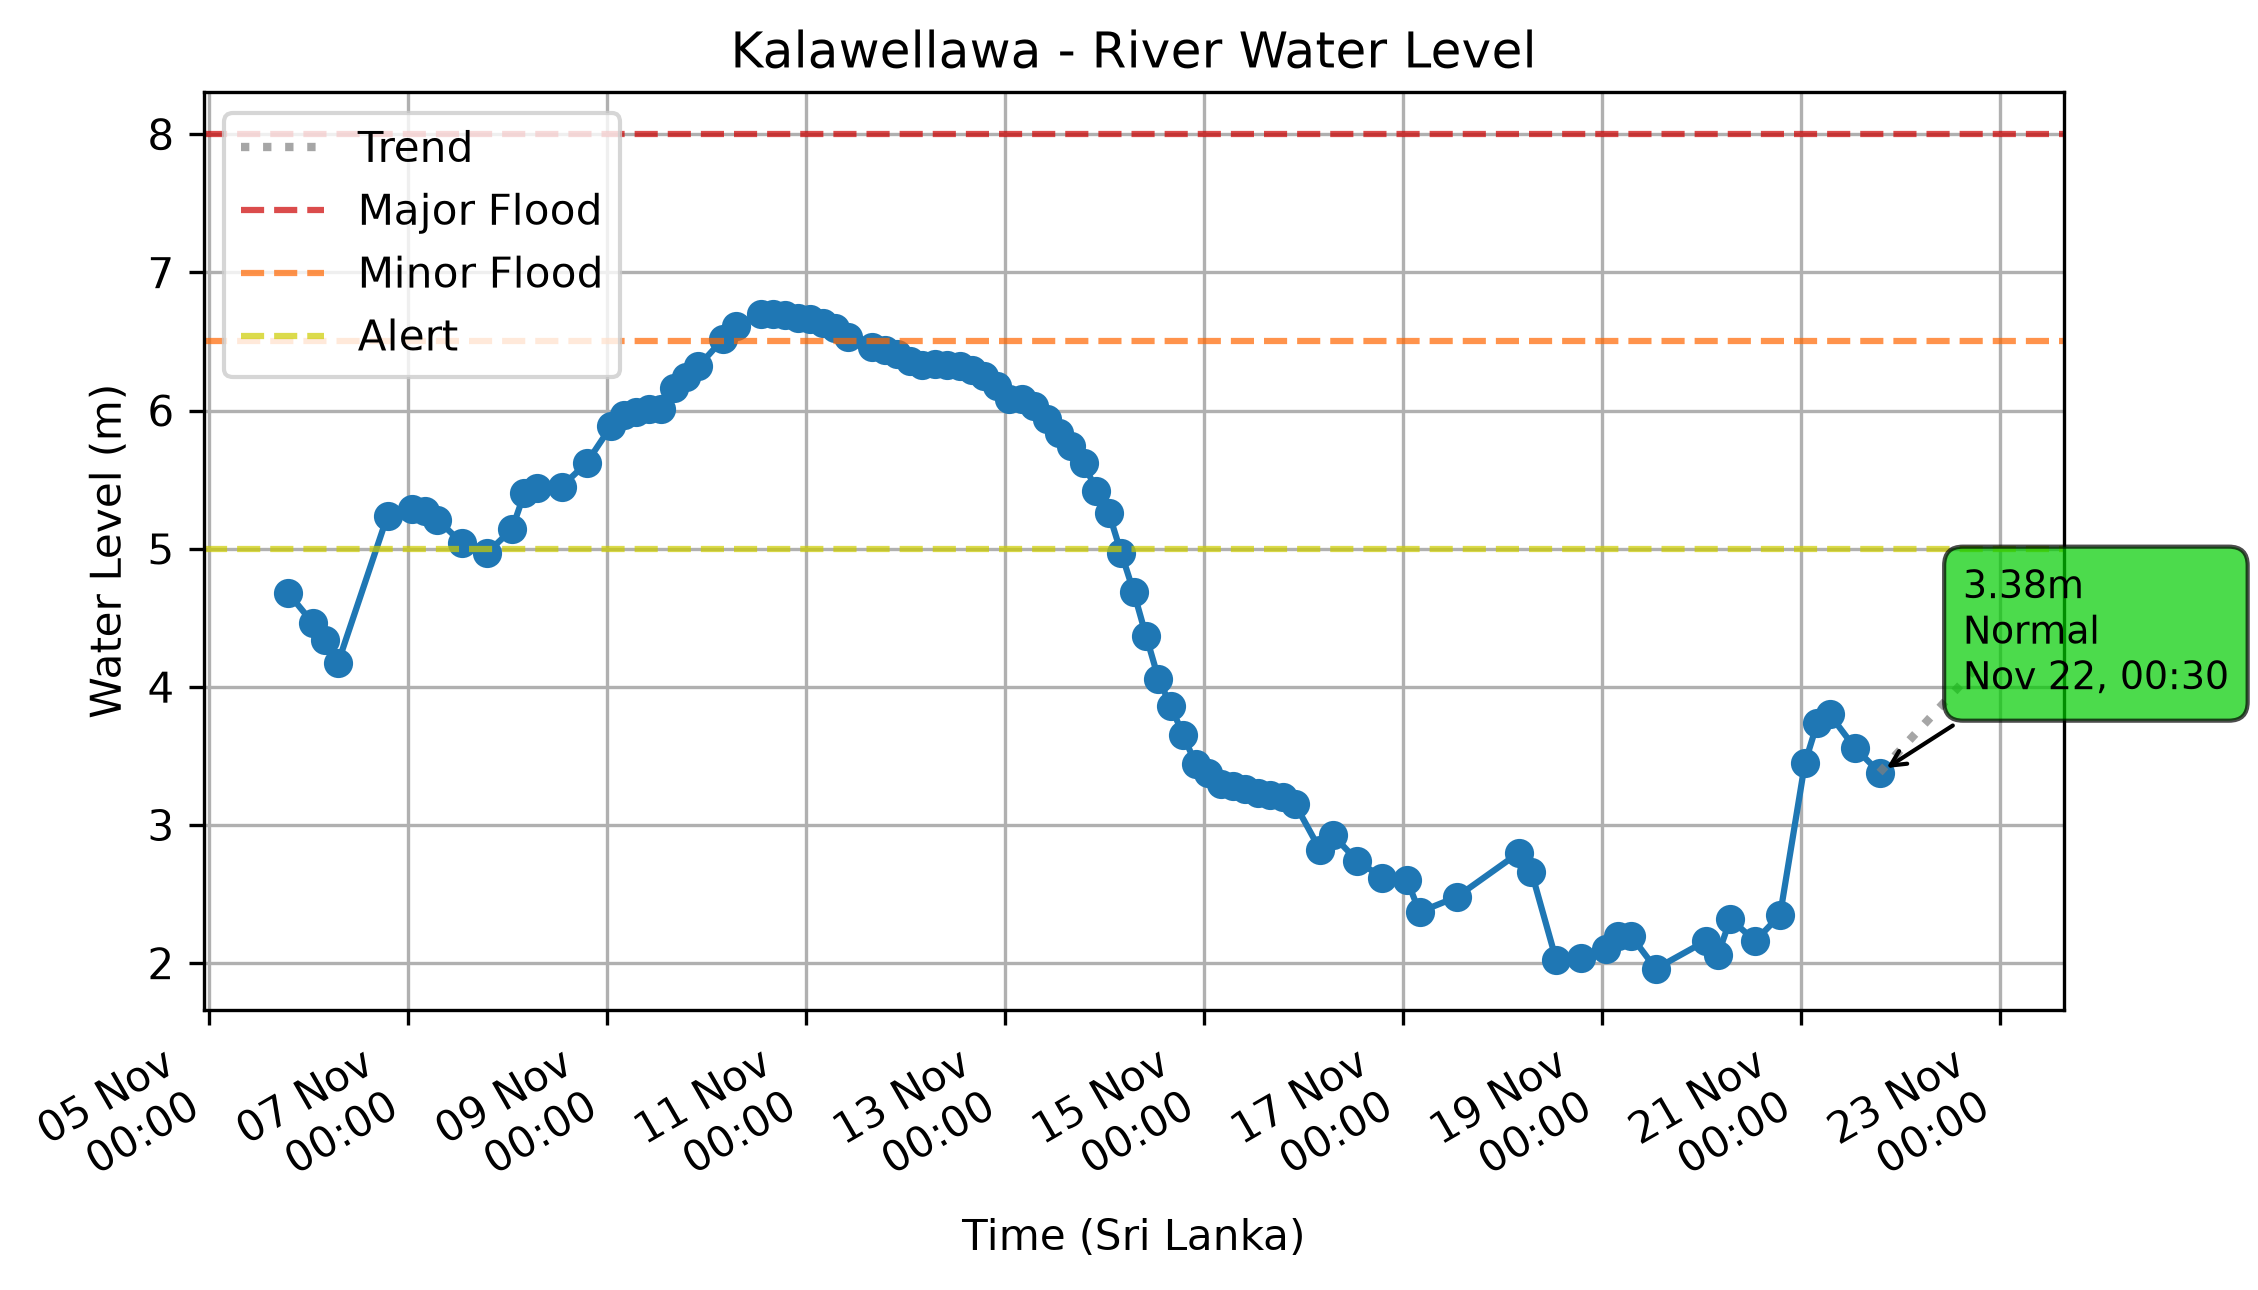 Kalawellawa - River Water Level
Trend
Major Flood
Minor Flood
Alert
Water Level (m)
8
7
6
5
4
3
2
3.38m
Normal
Nov 22, 00:30
05 Nov
00:00
07 Nov
00:00
09 Nov
00:00
11 Nov
00:00
13 Nov
00:00
15 Nov
00:00
17 Nov
00:00
19 Nov
00:00
21 Nov
00:00
23 Nov
00:00
Time (Sri Lanka)